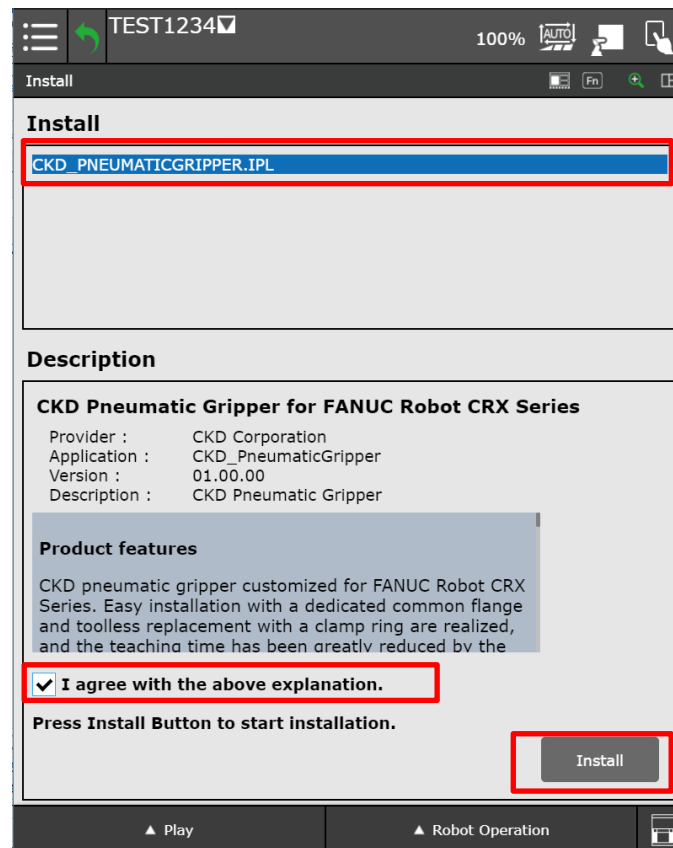 TEST1234
100%
AUTO
Install
Fn
Install
CKD_PNEUMATICGRIPPER.IPL
Description
CKD Pneumatic Gripper for FANUC Robot CRX Series
Provider : CKD Corporation
Application : CKD_PneumaticGripper
Version : 01.00.00
Description : CKD Pneumatic Gripper
Product features
CKD pneumatic gripper customized for FANUC Robot CRX
Series. Easy installation with a dedicated common flange
and toolless replacement with a clamp ring are realized,
and the teaching time has been greatly reduced by the
I agree with the above explanation.
Press Install Button to start installation.
Install
Play
Robot Operation